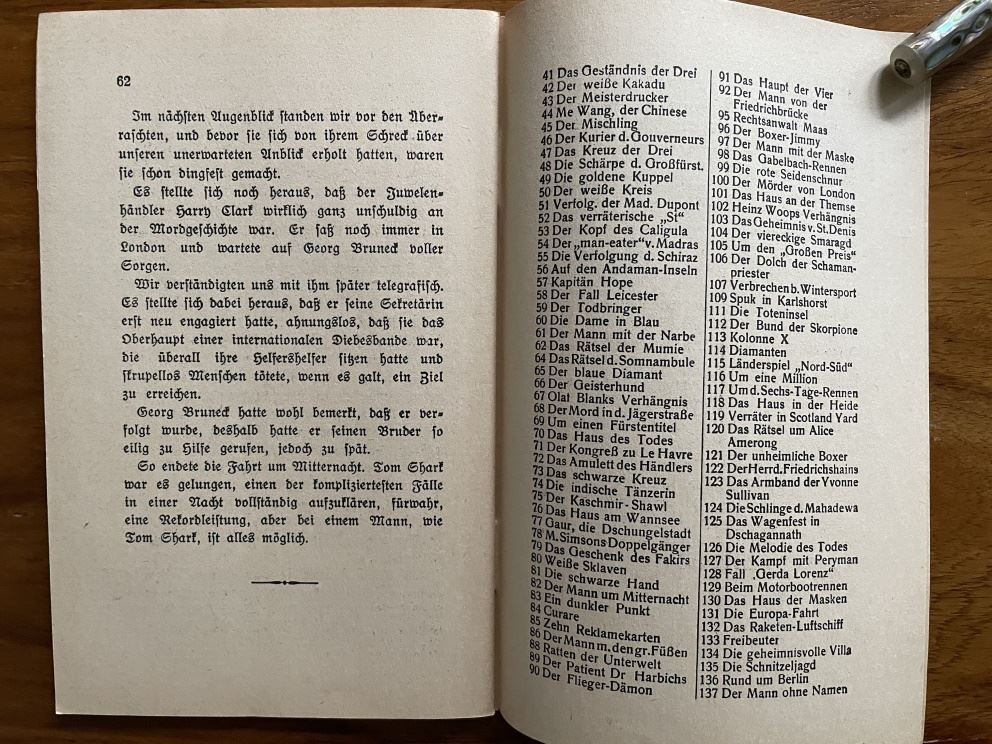 62
Im nächsten Augenblick standen wir vor den Über-
raschten, und bevor sie sich von ihrem Schreck über
unseren unerwarteten Anblick erholt hatten, waren
sie schon dingfest gemacht.
Es stellte sich noch heraus, daß der Juwelen-
händler Harry Clark wirklich ganz unschuldig an
der Mordgeschichte war. Er saß noch immer in
London und wartete auf Georg Bruneck voller
Sorgen.
Wir verständigten uns mit ihm später telegrafisch.
Es stellte sich dabei heraus, daß er seine Sekretärin
erst neu engagiert hatte, ahnungslos, daß sie das
Oberhaupt einer internationalen Diebesbande war,
die überall ihre Helfershelfer sitzen hatte und
skrupellos Menschen tötete, wenn es galt, ein Ziel
zu erreichen.
Georg Bruneck hatte wohl bemerkt, daß er ver-
folgt wurde, deshalb hatte er seinen Bruder so
eilig zu Hilfe gerufen, jedoch zu spät.
So endete die Fahrt um Mitternacht. Tom Shark
war es gelungen, einen der kompliziertesten Fälle
in einer Nacht vollständig aufzuklären, fürwahr,
eine Rekordleistung, aber bei einem Mann, wie
Tom Shark, ist alles möglich.
41 Das Geständnis der Drei
42 Der weiße Kakadu
43 Der Meisterdrucker
44 Me Wang, der Chinese
45 Der Mischling
46 Der Kurier d. Gouverneurs
47 Das Kreuz der Drei
48 Die Schärpe d. Großfürst.
49 Die goldene Kuppel
50 Der weiße Kreis
51 Verfolg. der Mad. Dupont
52 Das verräterische „Si“
53 Der Kopf des Caligula
54 Der „man-eater“ v. Madras
55 Die Verfolgung d. Schiraz
56 Auf den Andaman-Inseln
57 Kapitän Hope
58 Der Fall Leicester
59 Der Todbringer
60 Die Dame in Blau
61 Der Mann mit der Narbe
62 Das Rätsel der Mumie
64 Das Rätsel d. Somnambule
65 Der blaue Diamant
66 Der Geisterhund
67 Olaf Blanks Verhängnis
68 Der Mord in d. Jägerstraße
69 Um einen Fürstentitel
70 Das Haus des Todes
71 Der Kongreß zu Le Havre
72 Das Amulett des Händlers
73 Das schwarze Kreuz
74 Die indische Tänzerin
75 Der Kaschmir-Shawl
76 Das Haus am Wannsee
77 Gaur, die Dschungelstadt
78 M. Simsons Doppelgänger
79 Das Geschenk des Fakirs
80 Weiße Sklaven
81 Die schwarze Hand
82 Der Mann um Mitternacht
83 Ein dunkler Punkt
84 Curare
85 Zehn Reklamekarten
86 Der Mann m. den gr. Füßen
88 Ratten der Unterwelt
89 Der Patient Dr Harbichs
90 Der Flieger-Dämon
91 Das Haupt der Vier
92 Der Mann von der
Friedrichbrücke
95 Rechtsanwalt Maas
96 Der Boxer-Jimmy
97 Der Mann mit der Maske
98 Das Gabelbach-Rennen
99 Die rote Seidenschnur
100 Der Mörder von London
101 Das Haus an der Themse
102 Heinz Woops Verhängnis
103 Das Geheimnis v. St. Denis
104 Der viereckige Smaragd
105 Um den „Großen Preis“
106 Der Dolch der Schaman-
priester
107 Verbrechen b. Wintersport
109 Spuk in Karlshorst
111 Die Toteninsel
112 Der Bund der Skorpione
113 Kolonne X
114 Diamanten
115 Länderspiel „Nord-Süd“
116 Um eine Million
117 Um d. Sechs-Tage-Rennen
118 Das Haus in der Heide
119 Verräter in Scotland Yard
120 Das Rätsel um Alice
Amerong
121 Der unheimliche Boxer
122 Der Herr d. Friedrichshains
123 Das Armband der Yvonne
Sullivan
124 Die Schlinge d. Mahadewa
125 Das Wagenfest in
Dschagannath
126 Die Melodie des Todes
127 Der Kampf mit Peryman
128 Fall „Gerda Lorenz“
129 Beim Motorbootrennen
130 Das Haus der Masken
131 Die Europa-Fahrt
132 Das Raketen-Luftschiff
133 Freibeuter
134 Die geheimnisvolle Villa
135 Die Schnitzeljagd
136 Rund um Berlin
137 Der Mann ohne Namen